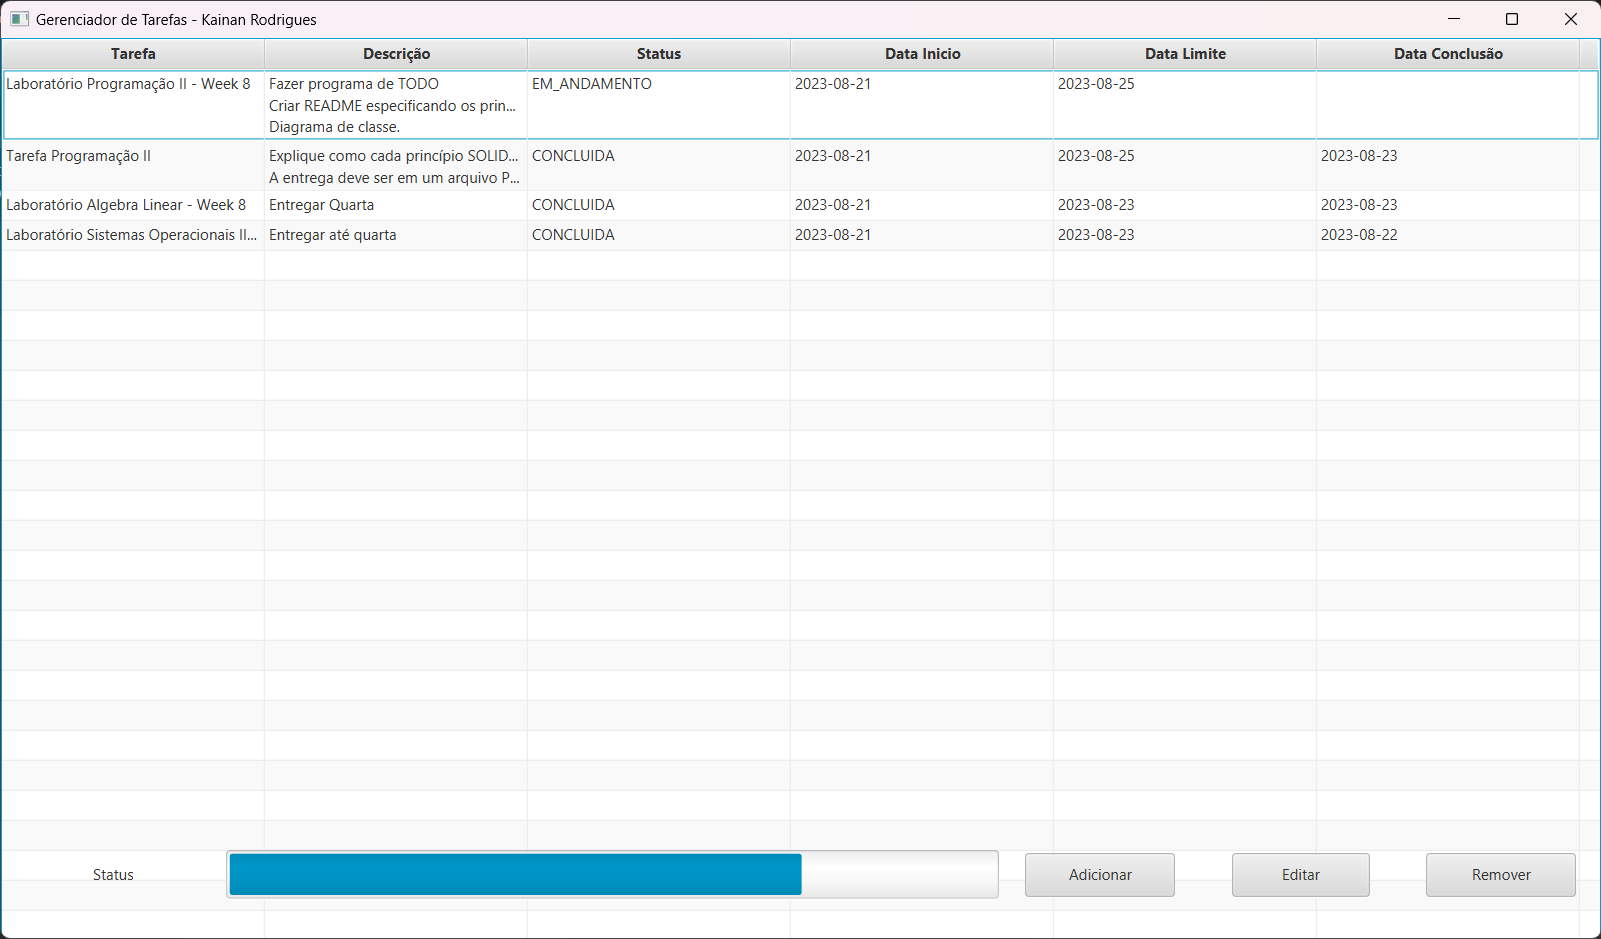 Gerenciador de Tarefas - Kainan Rodrigues
Tarefa Descrição Status Data Inicio Data Limite Data Conclusão
Laboratório Programação II - Week 8 Fazer programa de TODO EM_ANDAMENTO 2023-08-21 2023-08-25
Criar README especificando os prin...
Diagrama de classe.
Tarefa Programação II Explique como cada princípio SOLID... CONCLUIDA 2023-08-21 2023-08-25 2023-08-23
A entrega deve ser em um arquivo P...
Laboratório Algebra Linear - Week 8 Entregar Quarta CONCLUIDA 2023-08-21 2023-08-23 2023-08-23
Laboratório Sistemas Operacionais II... Entregar até quarta CONCLUIDA 2023-08-21 2023-08-23 2023-08-22
Status Adicionar Editar Remover